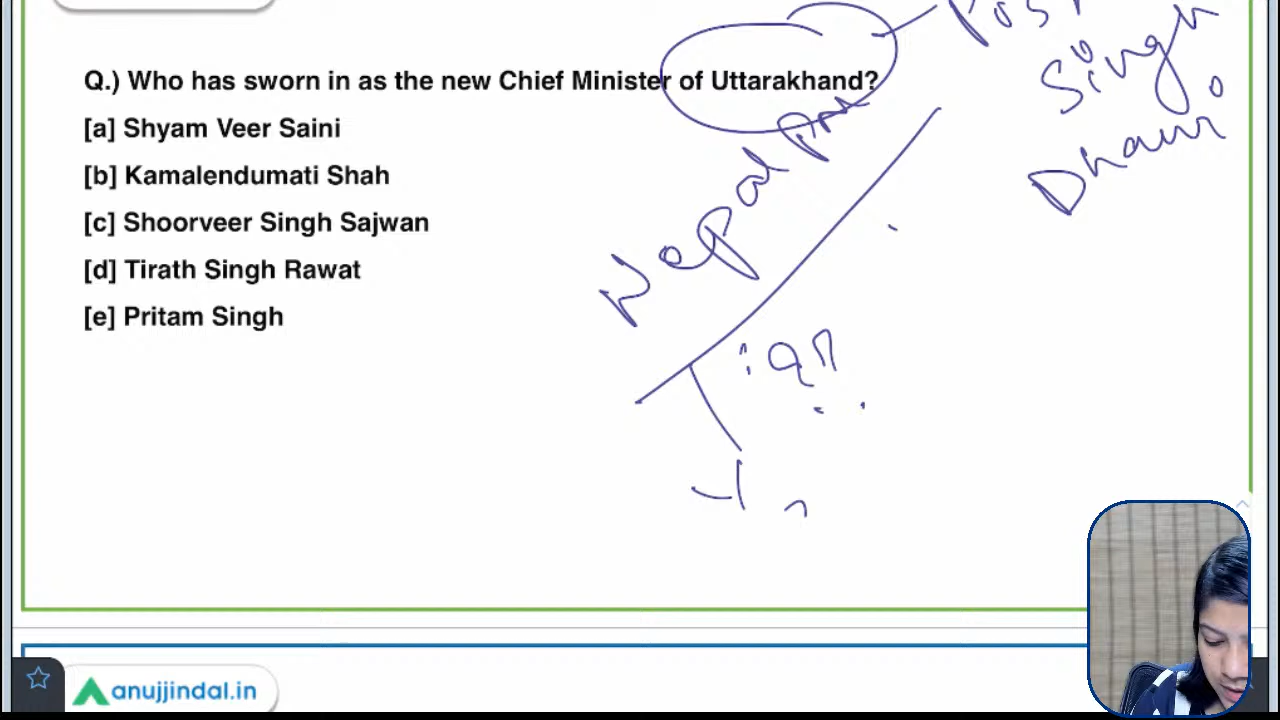 Q.) Who has sworn in as the new Chief Minister of Uttarakhand?
[a] Shyam Veer Saini
[b] Kamalendumati Shah
[c] Shoorveer Singh Sajwan
[d] Tirath Singh Rawat
[e] Pritam Singh
Singh
Dhami
Nepal
anujjindal.in